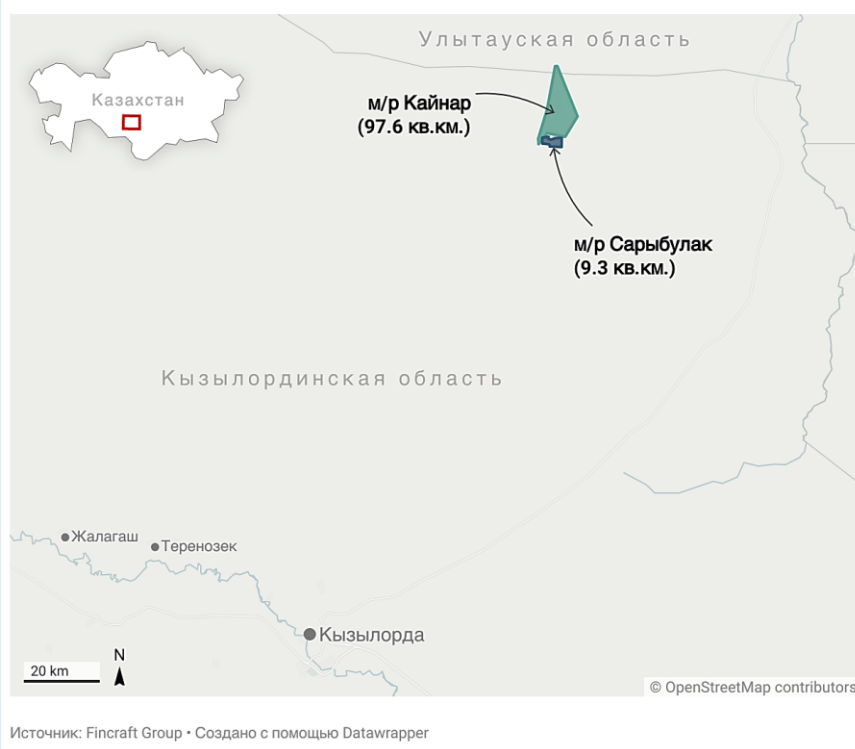 Улытауская область
Казахстан
м/р Кайнар
(97.6 кв.км.)
м/р Сарыбулак
(9.3 кв.км.)
Кызылординская область
Жалагаш
Теренозек
Кызылорда
20 km
N
© OpenStreetMap contributors
Источник: Fincraft Group • Создано с помощью Datawrapper